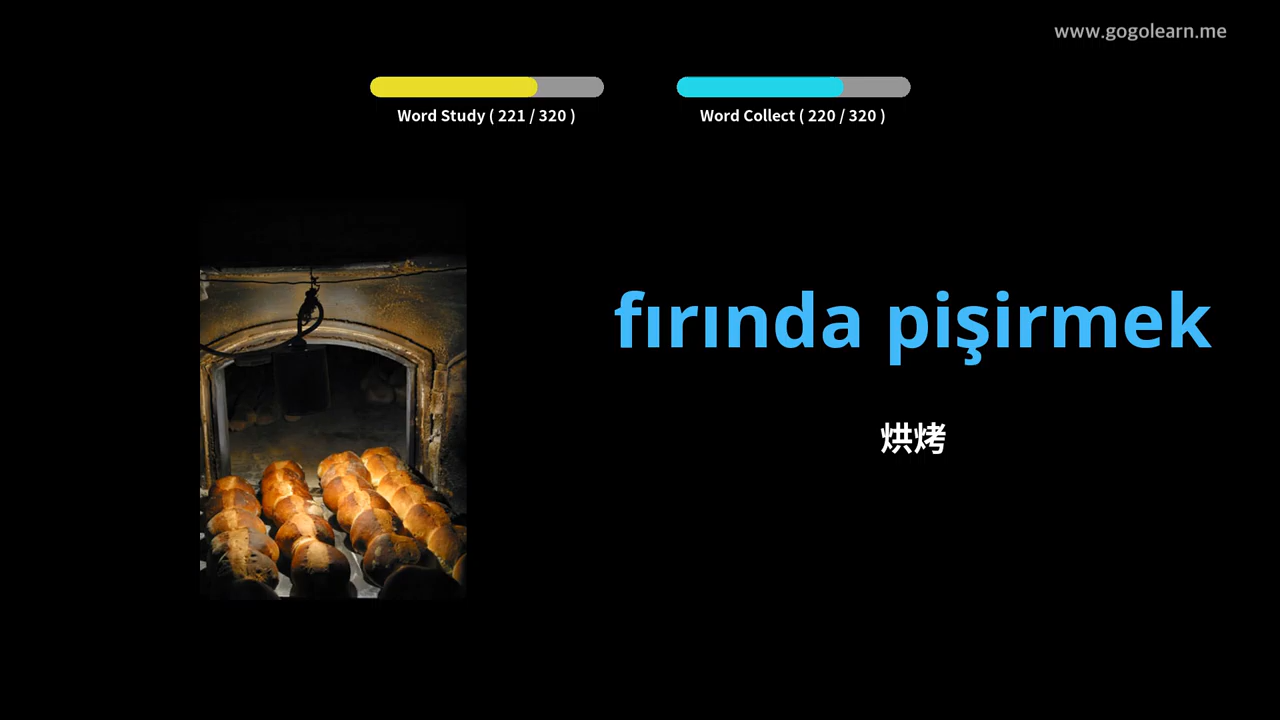 www.gogolearn.me
Word Study ( 221 / 320 )
Word Collect ( 220 / 320 )
fırında pişirmek
烘烤